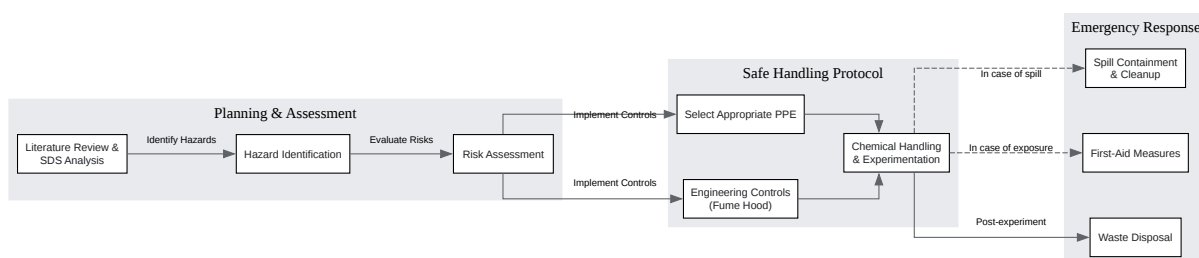 Planning & Assessment
Literature Review &
SDS Analysis
Identify Hazards
Hazard Identification
Evaluate Risks
Risk Assessment
Implement Controls
Implement Controls
Safe Handling Protocol
Select Appropriate PPE
Engineering Controls
(Fume Hood)
Chemical Handling
& Experimentation
In case of spill
In case of exposure
Post-experiment
Emergency Response
Spill Containment
& Cleanup
First-Aid Measures
Waste Disposal